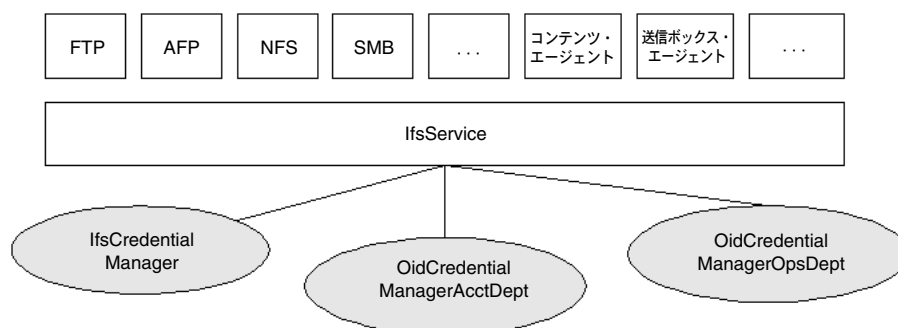 FTP
AFP
NFS
SMB
. . .
コンテンツ・
エージェント
送信ボックス・
エージェント
. . .
IfsService
IfsCredential
Manager
OidCredential
ManagerAcctDept
OidCredential
ManagerOpsDept